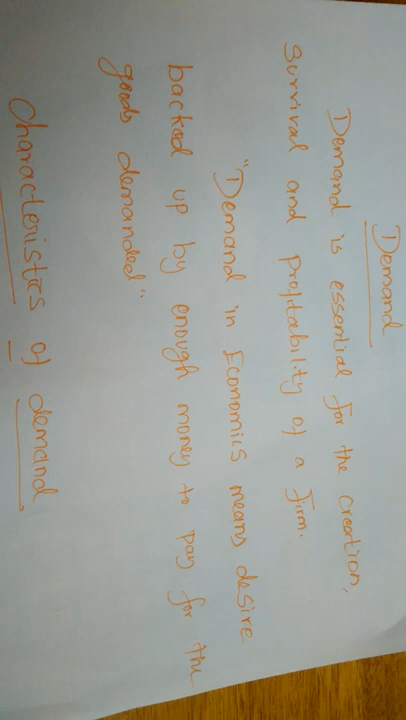 Demand
Demand is essential for the creation,
survival and profitability of a firm.
"Demand in Economics means desire
backed up by enough money to pay for the
goods demanded".
Characteristics of demand